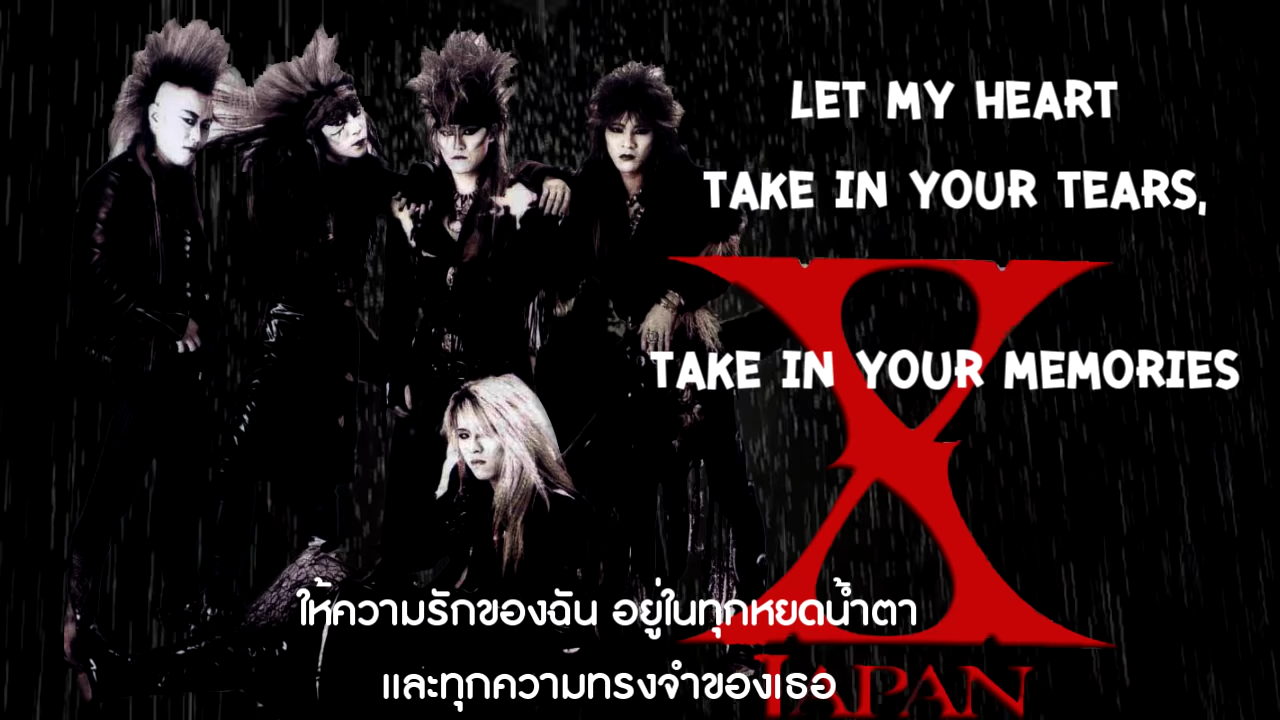 LET MY HEART
TAKE IN YOUR TEARS,
TAKE IN YOUR MEMORIES
X
JAPAN
ให้ความรักของฉัน อยู่ในทุกหยดน้ำตา
และทุกความทรงจำของเธอ